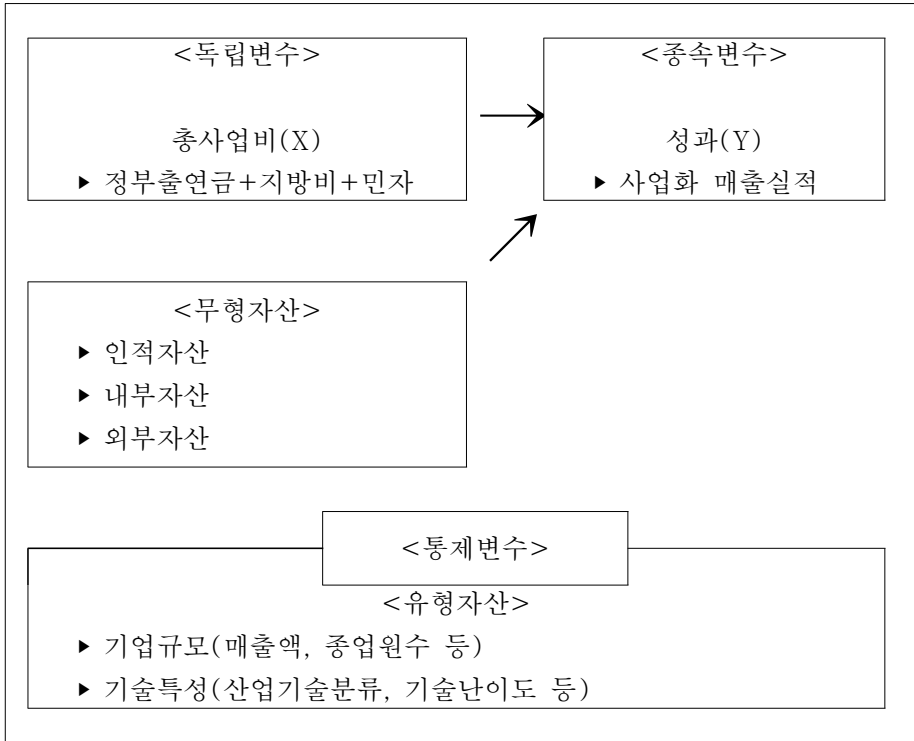 <독립변수>
총사업비(X)
▶ 정부출연금+지방비+민자
<종속변수>
성과(Y)
▶ 사업화 매출실적
<무형자산>
▶ 인적자산
▶ 내부자산
▶ 외부자산
<통제변수>
<유형자산>
▶ 기업규모(매출액, 종업원수 등)
▶ 기술특성(산업기술분류, 기술난이도 등)